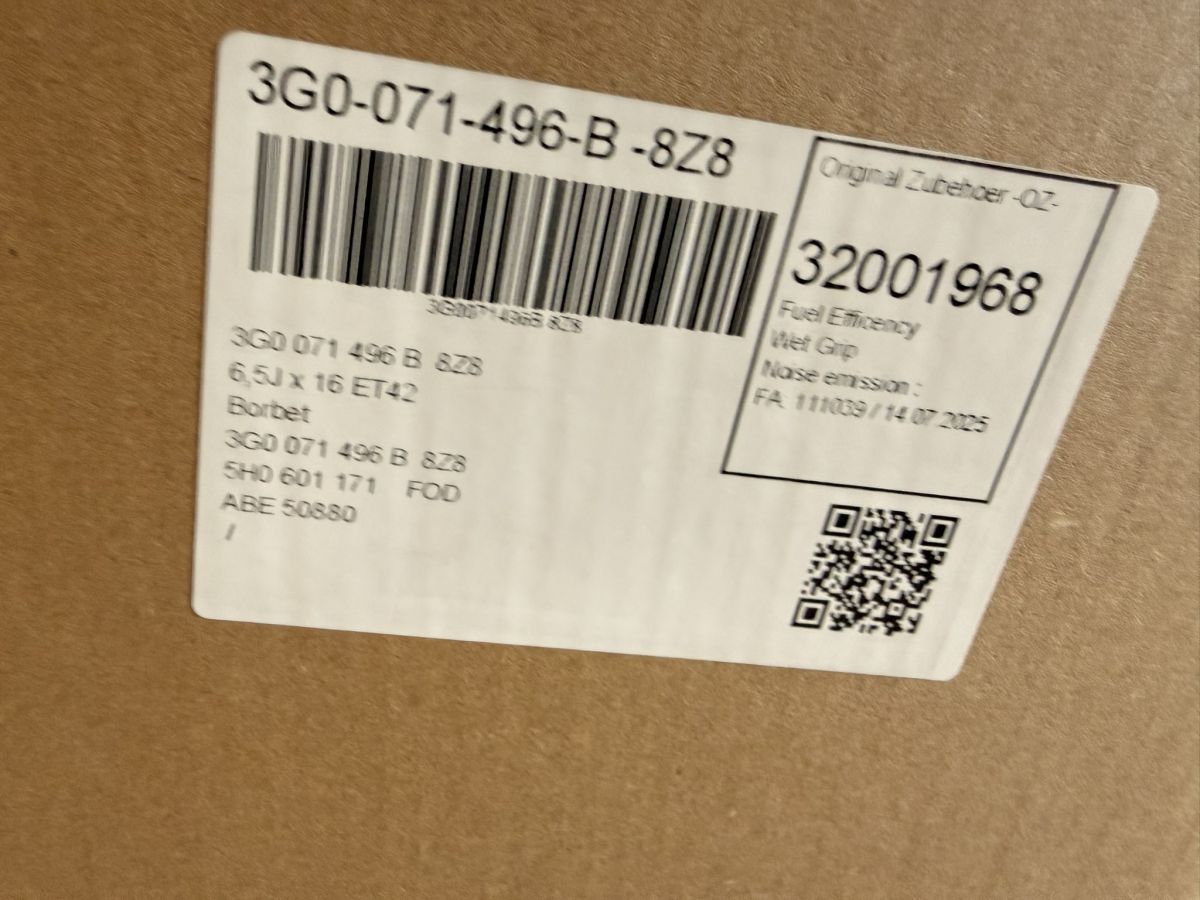 3G0-071-496-B -8Z8
3G0071496B 8Z8
3G0 071 496 B 8Z8
6,5J x 16 ET42
Borbet
3G0 071 496 B 8Z8
5H0 601 171 FOD
ABE 50880
/
Original Zubehoer -OZ-
32001968
Fuel Efficency
Wet Grip
Noise emission :
FA: 111039 / 14.07.2025